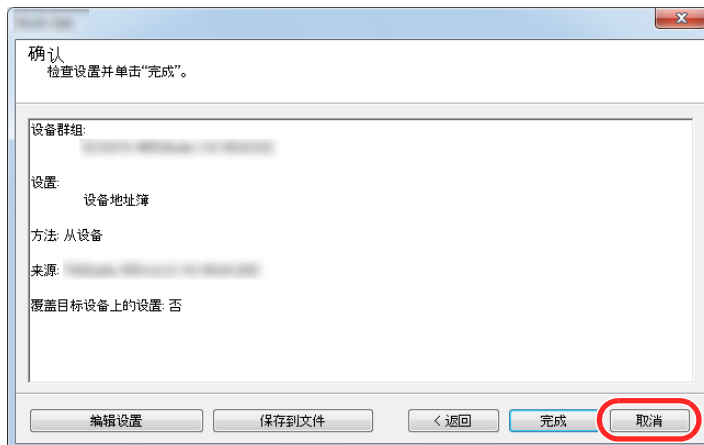 确认
检查设置并单击“完成”。
设备群组:
设置:
设备地址簿
方法: 从设备
来源:
覆盖目标设备上的设置: 否
编辑设置
保存到文件
< 返回
完成
取消